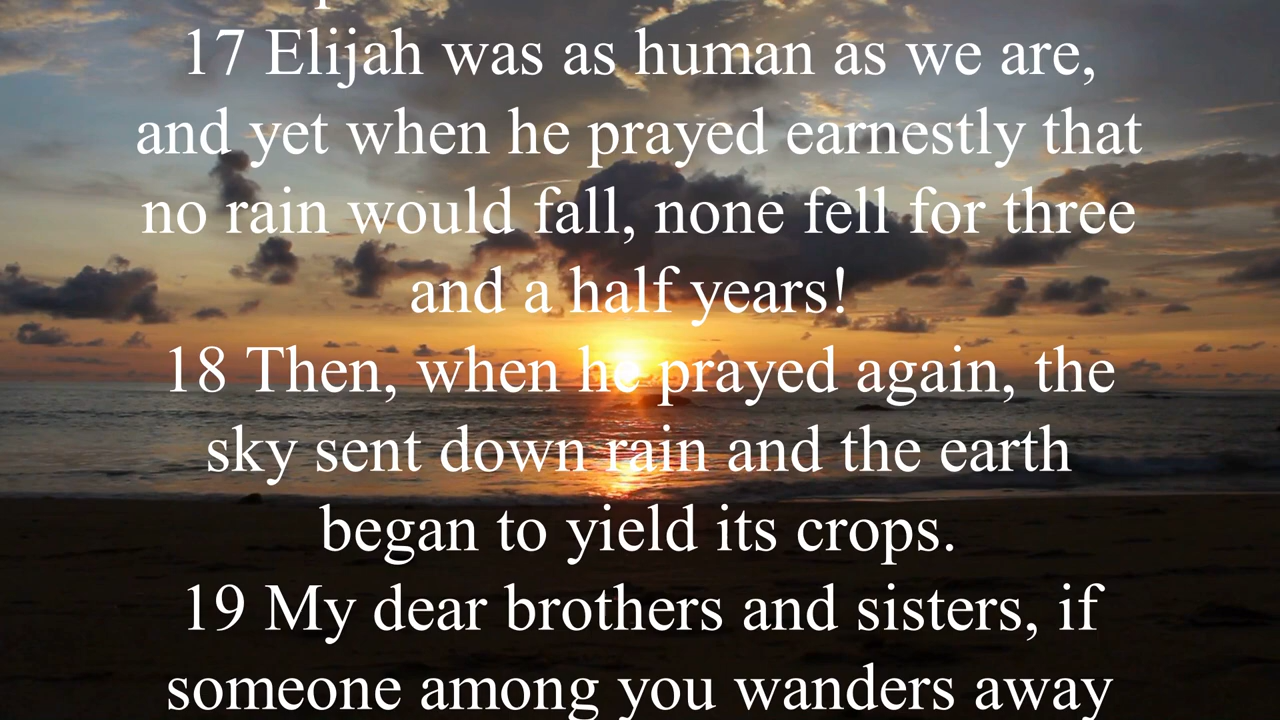 17 Elijah was as human as we are,
and yet when he prayed earnestly that
no rain would fall, none fell for three
and a half years!
18 Then, when he prayed again, the
sky sent down rain and the earth
began to yield its crops.
19 My dear brothers and sisters, if
someone among you wanders away